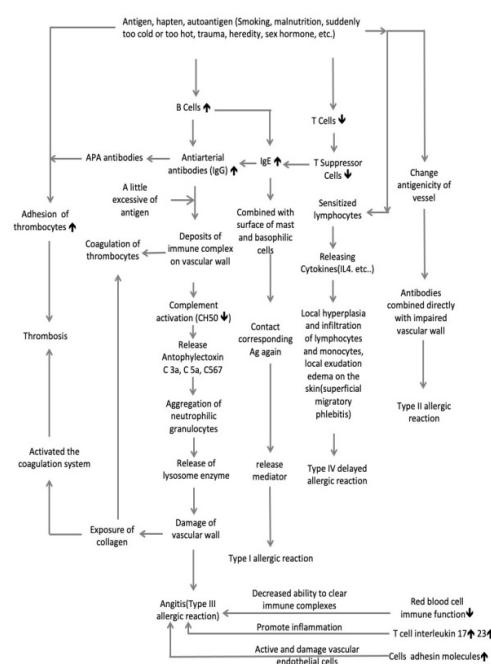 Antigen, hapten, autoantigen (Smoking, malnutrition, suddenly
too cold or too hot, trauma, heredity, sex hormone, etc.)
B Cells
T Cells
APA antibodies
Antiarterial
antibodies (IgG)
IgE
T Suppressor
Cells
Change
antigenicity of
vessel
A little
excessive of
antigen
Adhesion of
thrombocytes
Coagulation of
thrombocytes
Deposits of
immune complex
on vascular wall
Combined with
surface of mast
and basophilic
cells
Sensitized
lymphocytes
Releasing
Cytokines(IL4. etc..)
Antibodies
combined directly
with impaired
vascular wall
Thrombosis
Complement
activation (CH50 )
Contact
corresponding
Ag again
Local hyperplasia
and infiltration
of lymphocytes
and monocytes,
local exudation
edema on the
skin(superficial
migratory
phlebitis)
Release
Antophylectoxin
C 3a, C 5a, C567
Type II allergic
reaction
Aggregation of
neutrophilic
granulocytes
Activated the
coagulation system
Release of
lysosome enzyme
release
mediator
Type IV delayed
allergic reaction
Exposure of
collagen
Damage of
vascular wall
Type I allergic reaction
Angitis(Type III
allergic reaction)
Decreased ability to clear
immune complexes
Red blood cell
immune function
Promote inflammation
T cell interleukin 17 23
Active and damage vascular
endothelial cells
Cells adhesin molecules